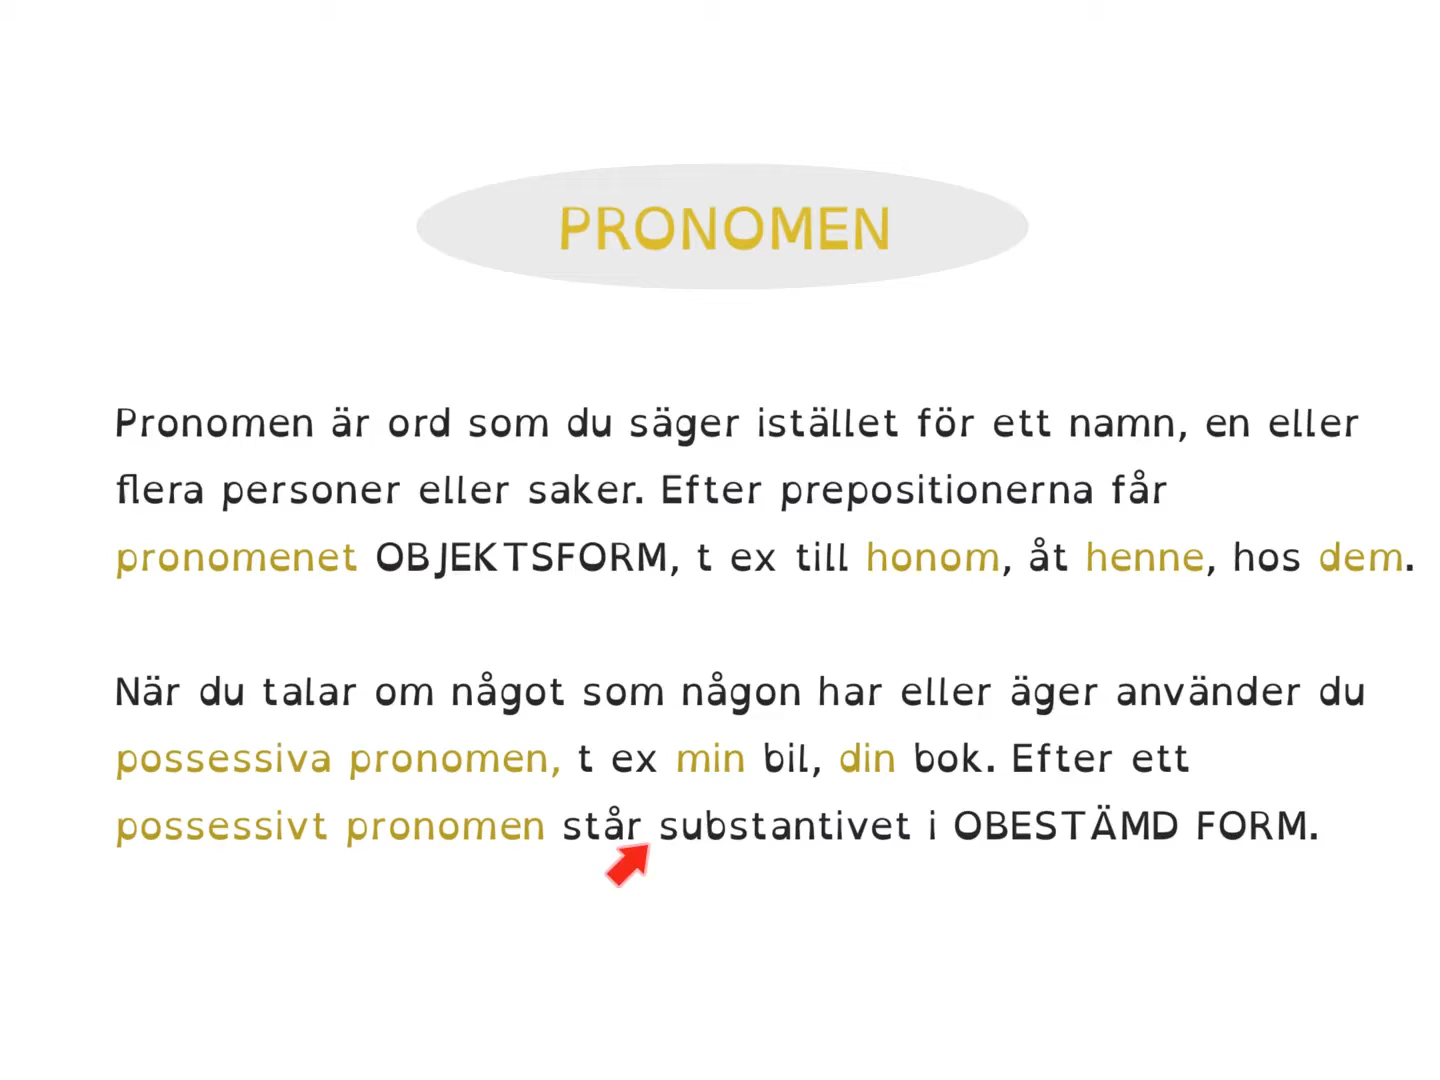 PRONOMEN
Pronomen är ord som du säger istället för ett namn, en eller
flera personer eller saker. Efter prepositionerna får
pronomenet OBJEKTSFORM, t ex till honom, åt henne, hos dem.
När du talar om något som någon har eller äger använder du
possessiva pronomen, t ex min bil, din bok. Efter ett
possessivt pronomen står substantivet i OBESTÄMD FORM.